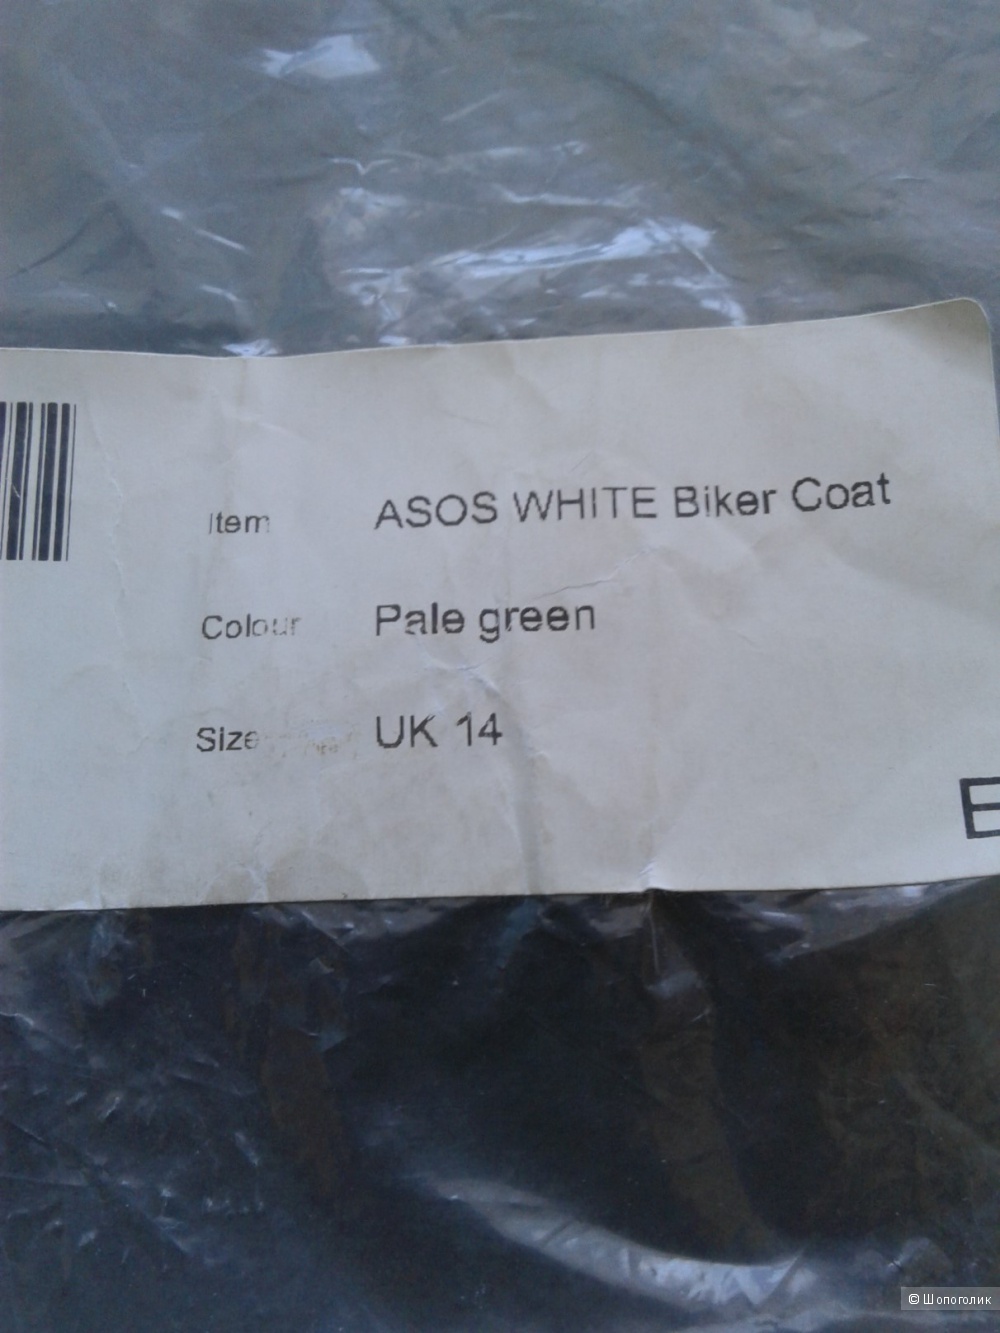 Item ASOS WHITE Biker Coat
Colour Pale green
Size UK 14
E
© Шопоголик